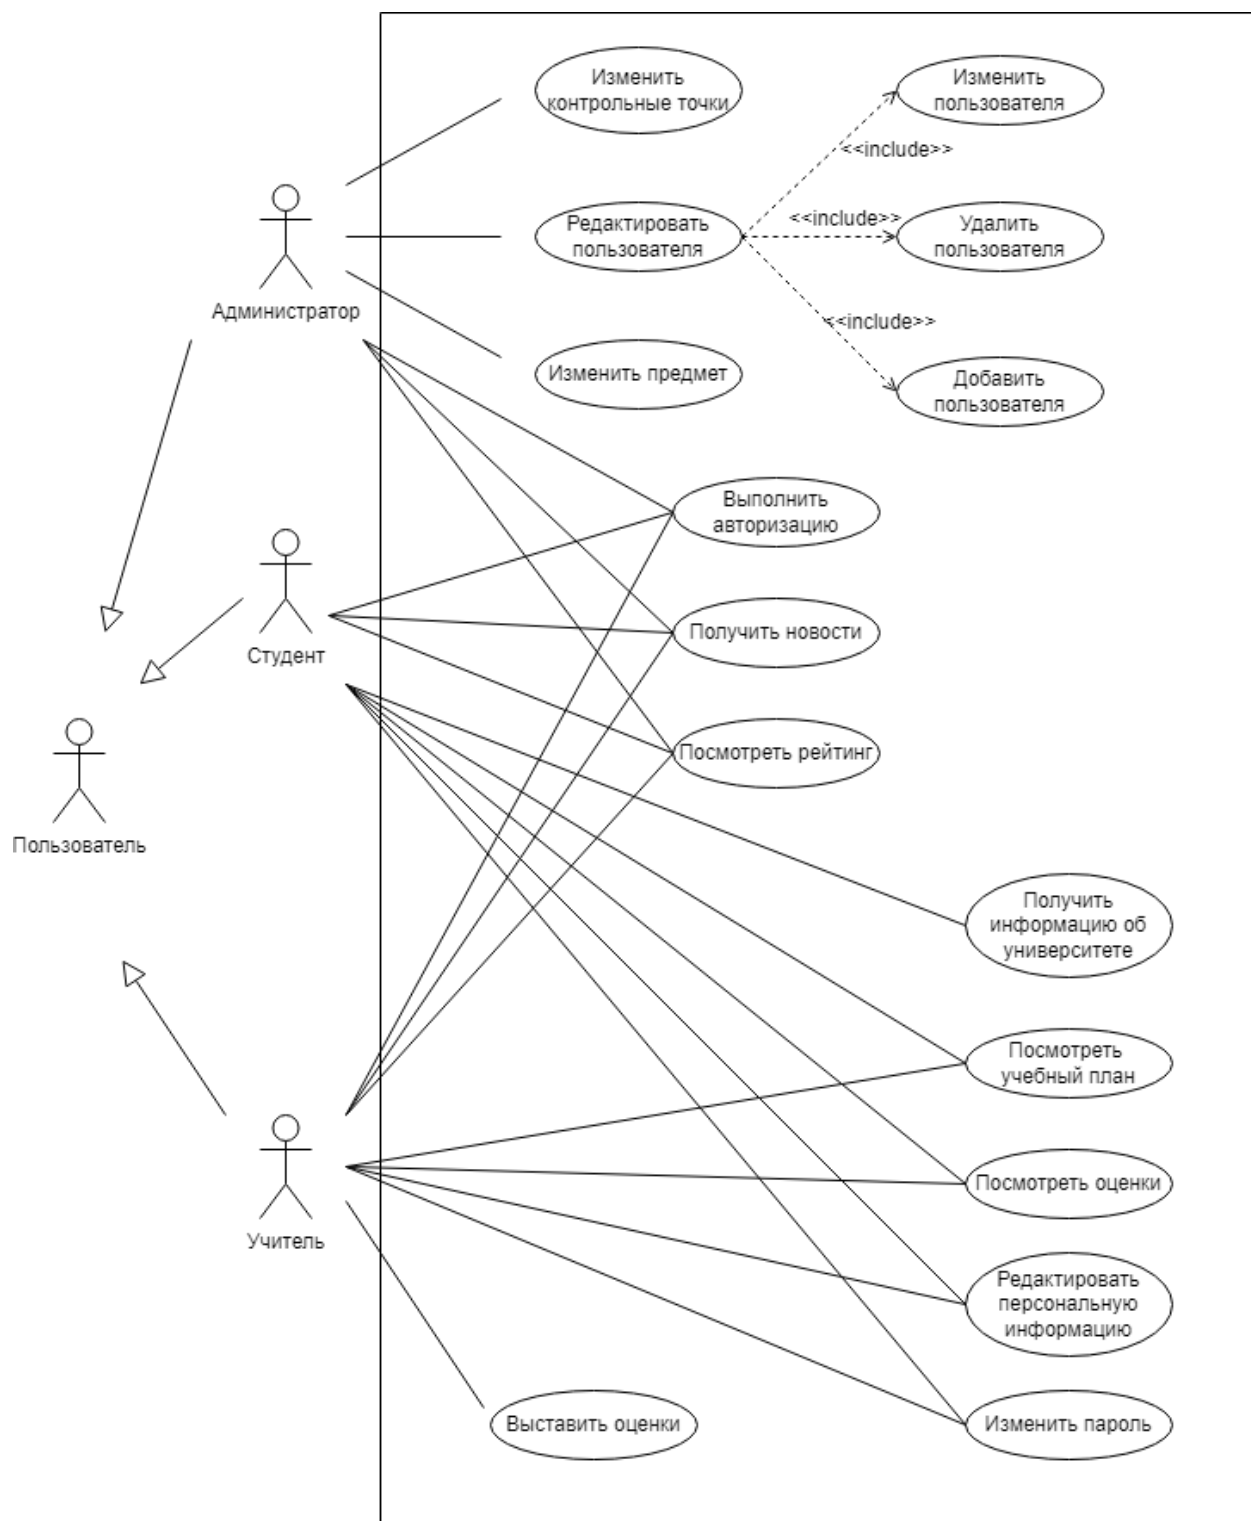 Изменить
контрольные точки
Изменить
пользователя
<<include>>
Редактировать
пользователя
<<include>>
Удалить
пользователя
Администратор
<<include>>
Изменить предмет
Добавить
пользователя
Выполнить
авторизацию
Студент
Получить новости
Посмотреть рейтинг
Пользователь
Получить
информацию об
университете
Посмотреть
учебный план
Посмотреть оценки
Учитель
Редактировать
персональную
информацию
Выставить оценки
Изменить пароль